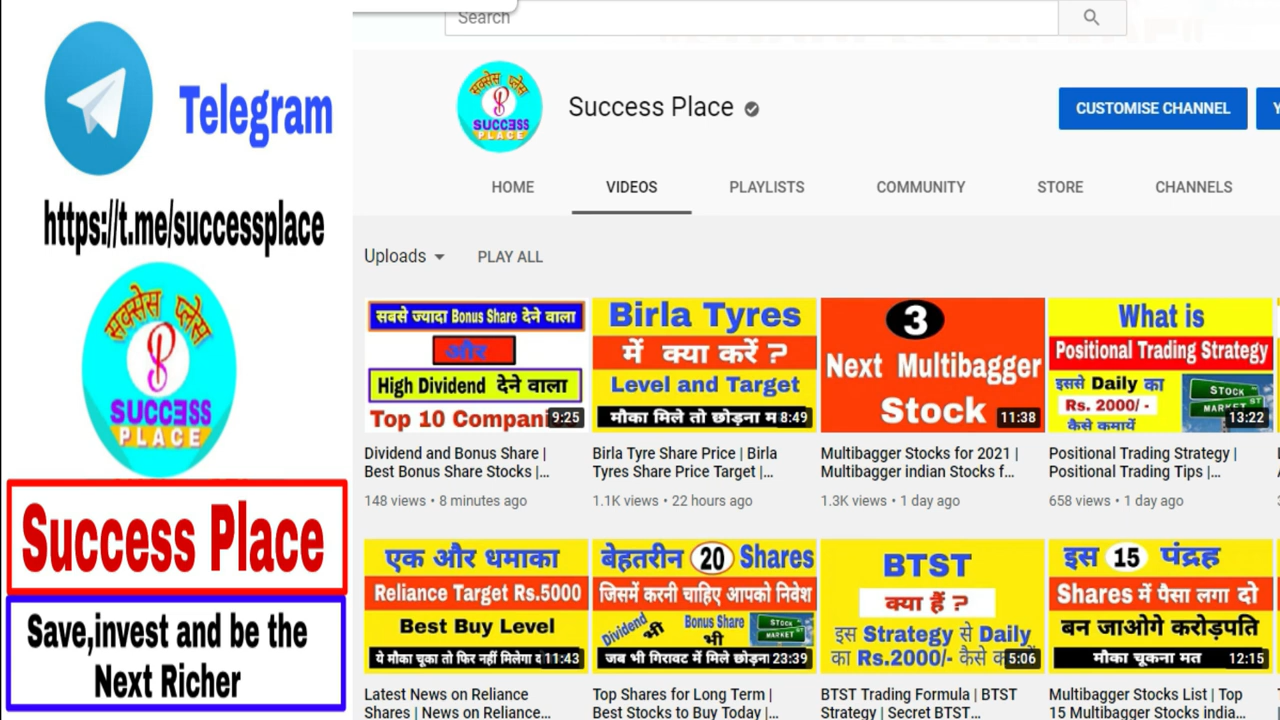 Telegram
https://t.me/successplace
सक्सेस प्लेस
SUCCESS
PLACE
Success Place
Save,invest and be the
Next Richer
Search
सक्सेस प्लेस
SUCCESS
PLACE
Success Place
CUSTOMISE CHANNEL
Y
HOME
VIDEOS
PLAYLISTS
COMMUNITY
STORE
CHANNELS
Uploads
PLAY ALL
सबसे ज्यादा Bonus Share देने वाला
और
High Dividend देने वाला
Top 10 Compani
9:25
Dividend and Bonus Share |
Best Bonus Share Stocks |...
148 views • 8 minutes ago
Birla Tyres
में क्या करें ?
Level and Target
मौका मिले तो छोड़ना म
8:49
Birla Tyre Share Price | Birla
Tyres Share Price Target |...
1.1K views • 22 hours ago
3
Next Multibagger
Stock
11:38
Multibagger Stocks for 2021 |
Multibagger indian Stocks f...
1.3K views • 1 day ago
What is
Positional Trading Strategy
इससे Daily का
Rs. 2000/-
कैसे कमायें
STOCK
MARKET ST
13:22
Positional Trading Strategy |
Positional Trading Tips |...
658 views • 1 day ago
एक और धमाका
Reliance Target Rs.5000
Best Buy Level
ये मौका चूका तो फिर नहीं मिलेगा द
11:43
Latest News on Reliance
Shares | News on Reliance...
बेहतरीन 20 Shares
जिसमें करनी चाहिए आपको निवेश
Dividend भी
Bonus Share भी
STOCK
MARKET
जब भी गिरावट में मिले छोड़ना
23:39
Top Shares for Long Term |
Best Stocks to Buy Today |...
BTST
क्या हैं ?
इस Strategy से Daily
का Rs.2000/- कैसे क
5:06
BTST Trading Formula | BTST
Strategy | Secret BTST...
इस 15 पंद्रह
Shares में पैसा लगा दो
बन जाओगे करोड़पति
मौका चूकना मत
12:15
Multibagger Stocks List | Top
15 Multibagger Stocks india...